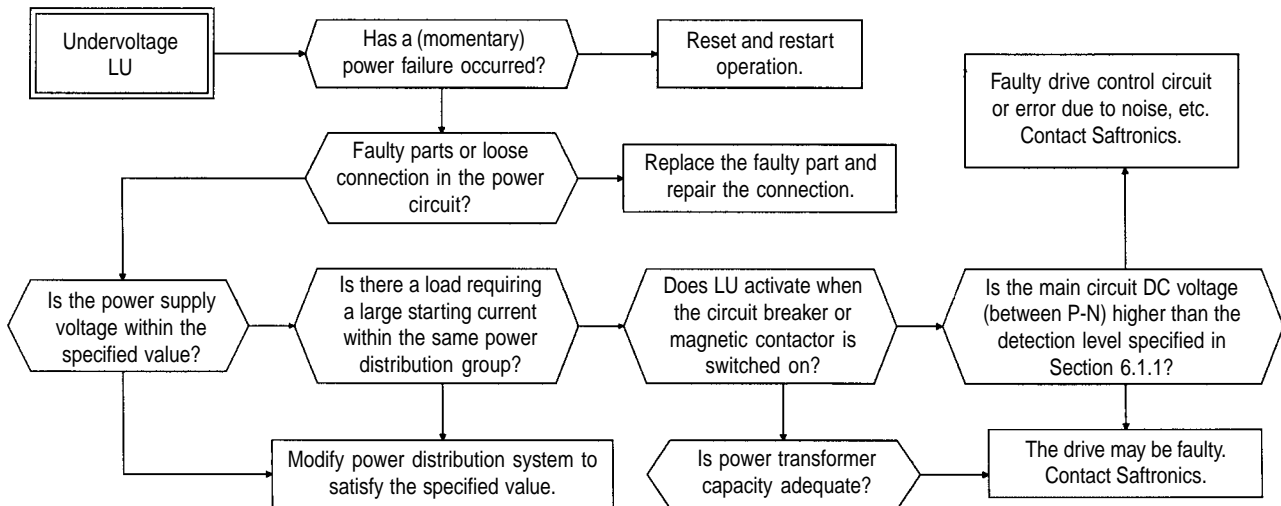 Undervoltage
LU
Has a (momentary)
power failure occurred?
Reset and restart
operation.
Faulty drive control circuit
or error due to noise, etc.
Contact Saftronics.
Faulty parts or loose
connection in the power
circuit?
Replace the faulty part and
repair the connection.
Is the power supply
voltage within the
specified value?
Is there a load requiring
a large starting current
within the same power
distribution group?
Does LU activate when
the circuit breaker or
magnetic contactor is
switched on?
Is the main circuit DC voltage
(between P-N) higher than the
detection level specified in
Section 6.1.1?
Modify power distribution system to
satisfy the specified value.
Is power transformer
capacity adequate?
The drive may be faulty.
Contact Saftronics.